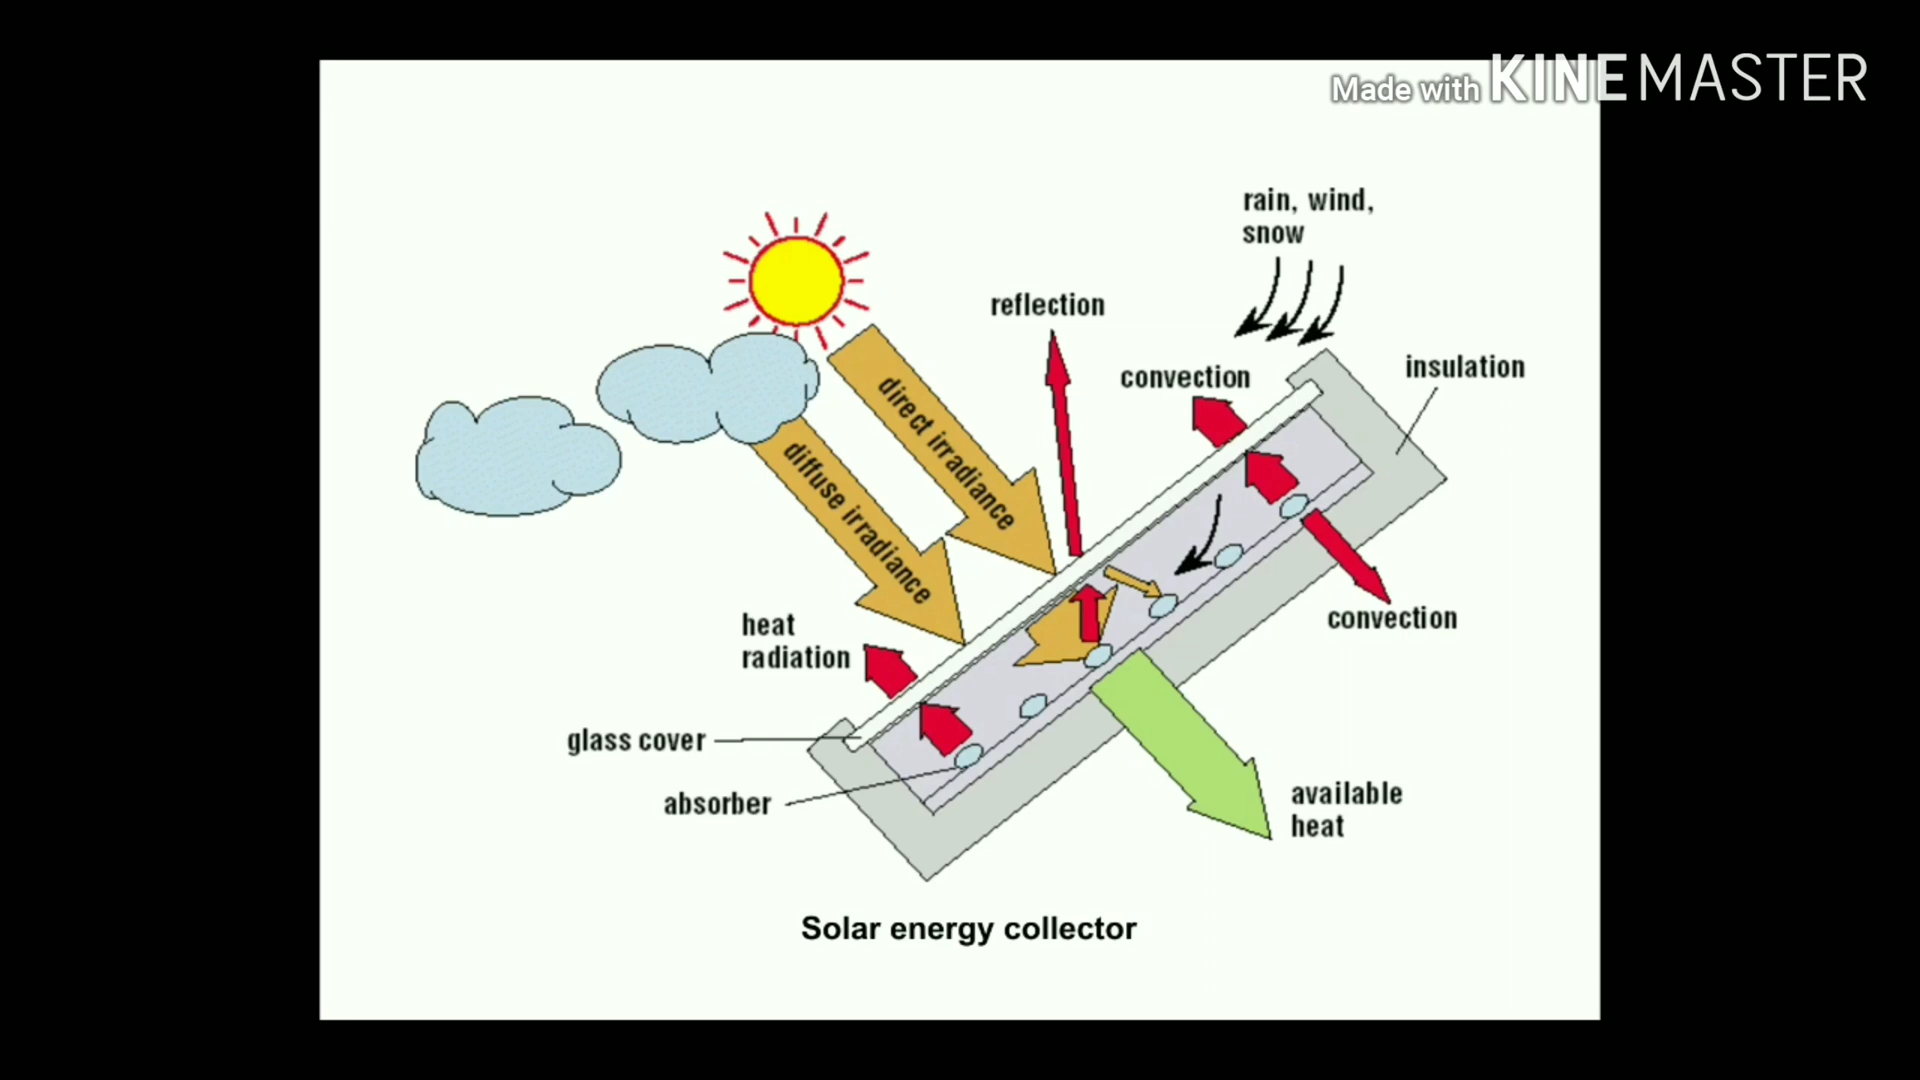 Made with KINEMASTER
rain, wind,
snow
reflection
convection
insulation
direct irradiance
diffuse irradiance
heat
radiation
convection
glass cover
absorber
available
heat
Solar energy collector